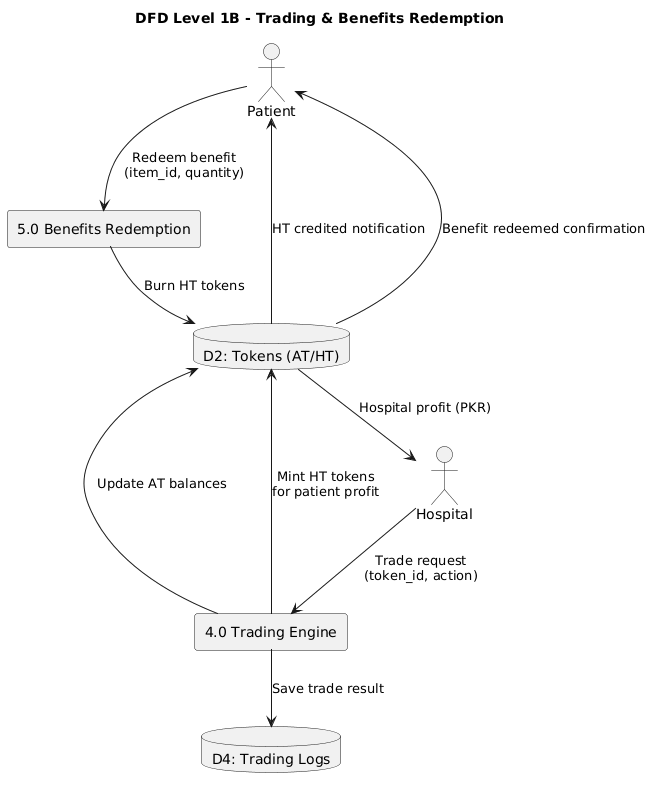 DFD Level 1B - Trading & Benefits Redemption
Patient
Redeem benefit
(item_id, quantity)
5.0 Benefits Redemption
HT credited notification
Benefit redeemed confirmation
Burn HT tokens
D2: Tokens (AT/HT)
Hospital profit (PKR)
Update AT balances
Mint HT tokens
for patient profit
Hospital
Trade request
(token_id, action)
4.0 Trading Engine
Save trade result
D4: Trading Logs